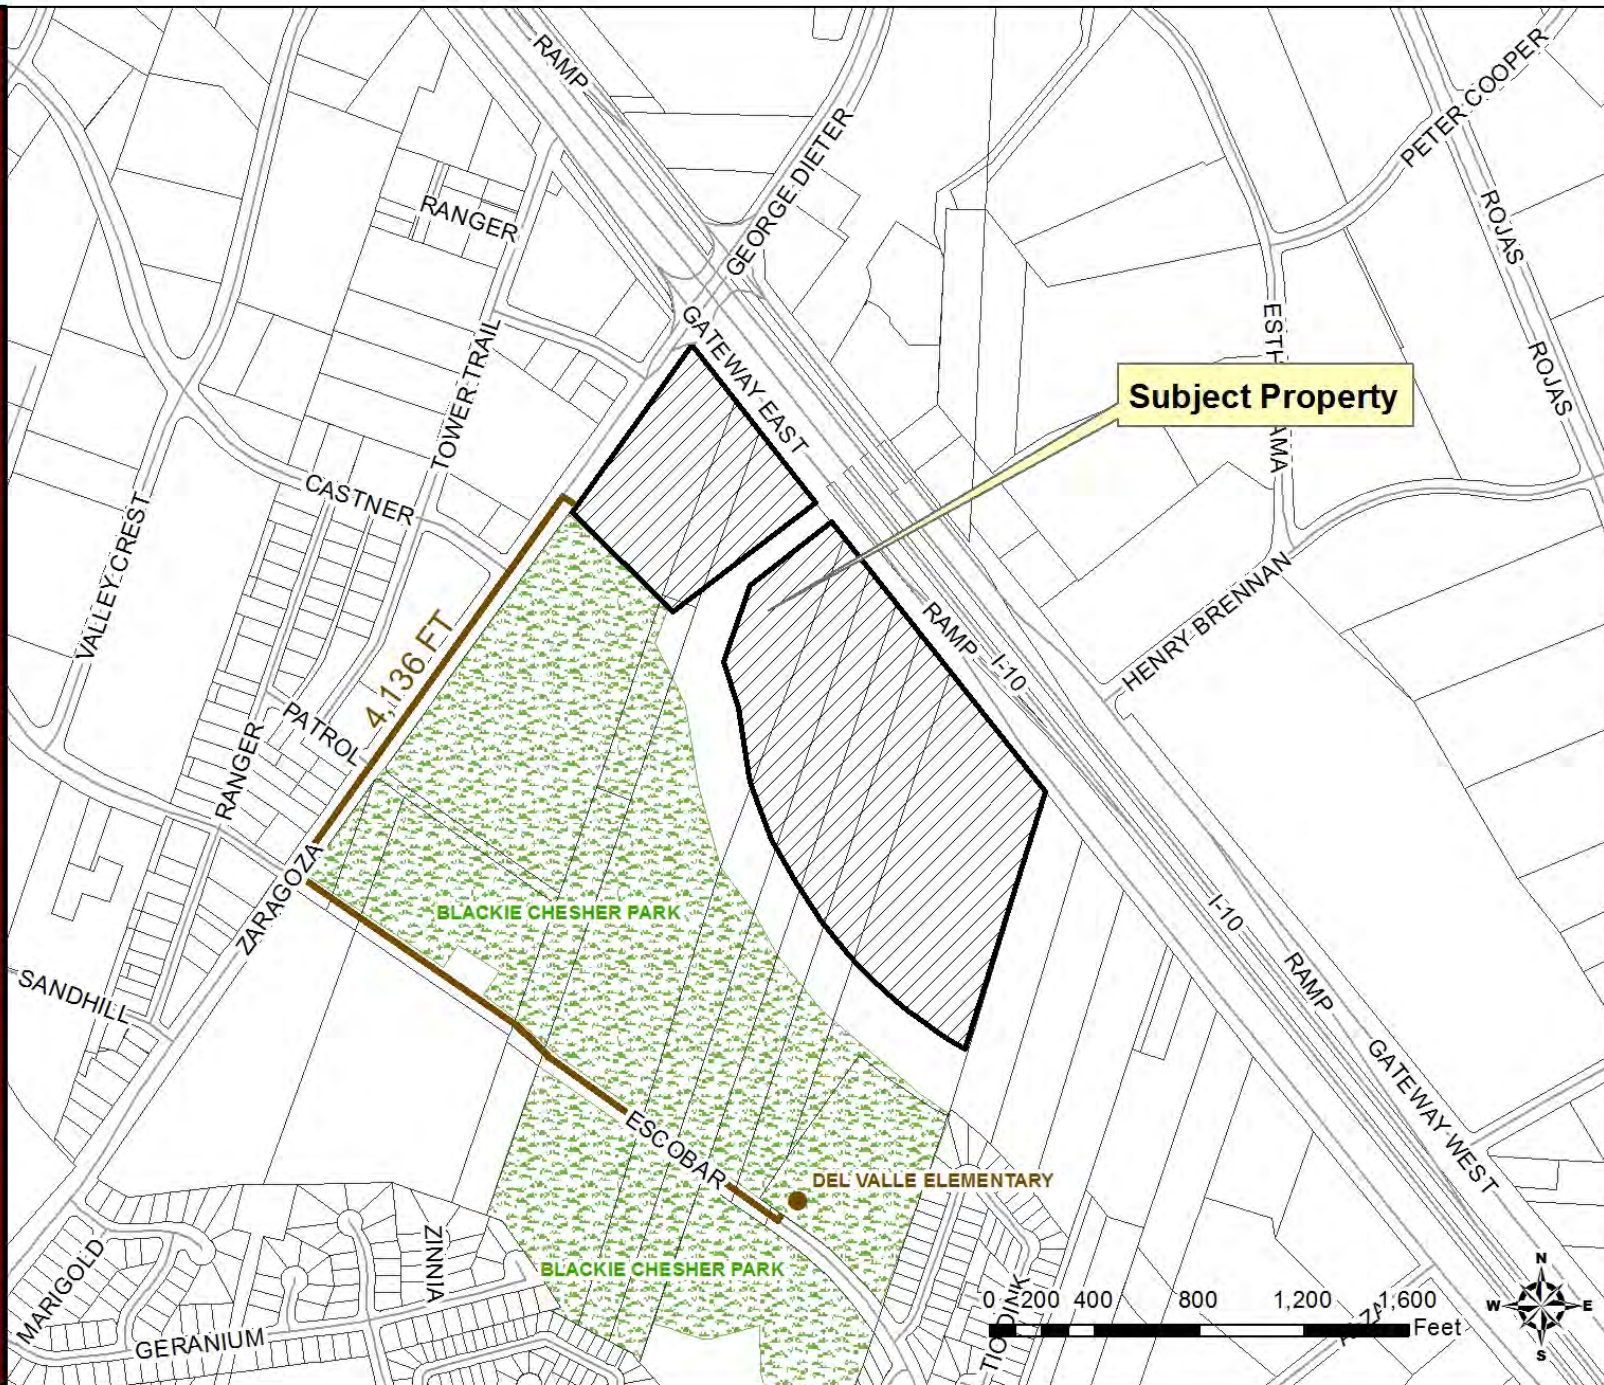 RAMP
PETER COOPER
GEORGE DIETER
RANGER
ROJAS
GATEWAY EAST
TOWER TRAIL
ROJAS
Subject Property
CASTNER
VALLEY CREST
4,136 FT
RAMP
I-10
HENRY BRENNAN
PATROL
RANGER
ZARAGOZA
BLACKIE CHESHER PARK
I-10
SANDHILL
RAMP
GATEWAY WEST
ESCOBAR
DEL VALLE ELEMENTARY
ZINNIA
MARIGOLD
BLACKIE CHESHER PARK
GERANIUM
N
W E
S
0 200 400 800 1,200 1,600
Feet